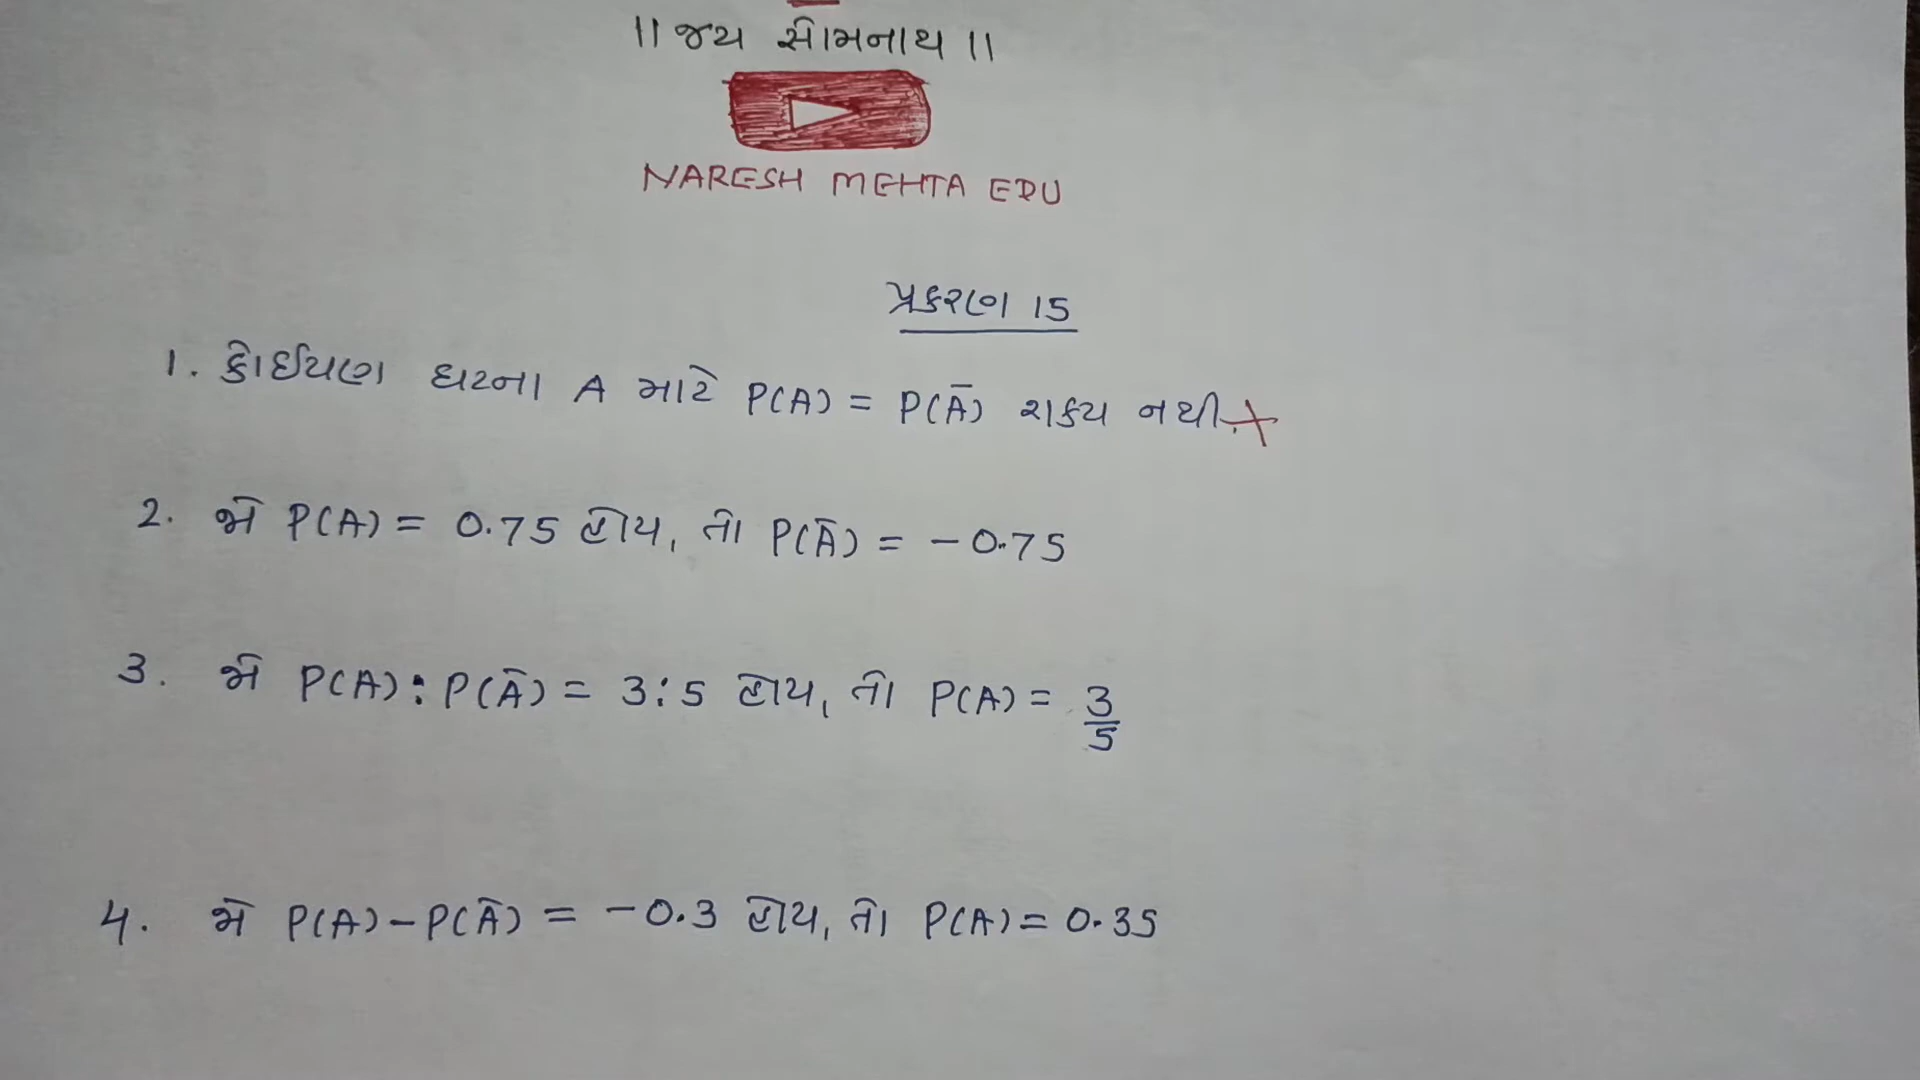 ॥ જય સોમનાથ ॥
NARESH MEHTA EDU
પ્રકરણ 15
1. કોઈપણ ઘટના A માટે P(A) = P(Ā) શક્ય નથી.
2. જો P(A) = 0.75 હોય, તો P(Ā) = -0.75
3. જો P(A) : P(Ā) = 3:5 હોય, તો P(A) = 3/5
4. જો P(A) - P(Ā) = -0.3 હોય, તો P(A) = 0.35